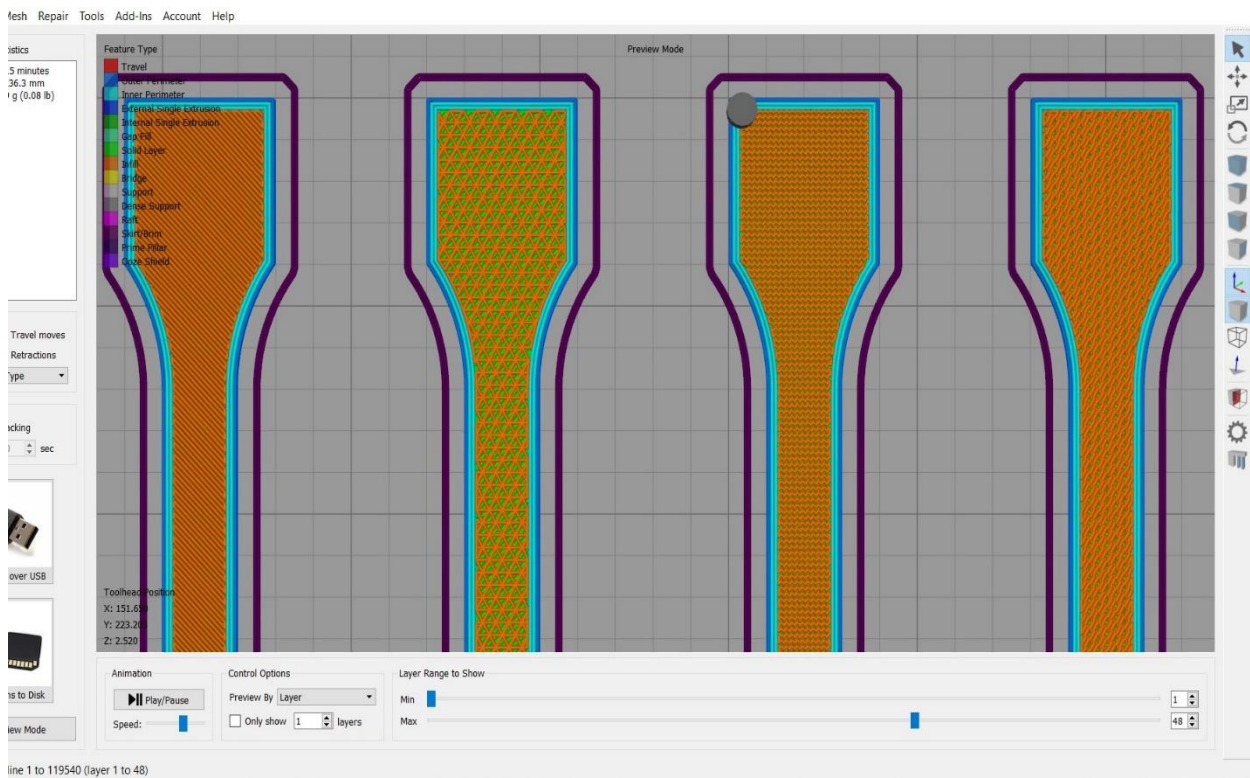 Mesh Repair Tools Add-Ins Account Help
istics
5 minutes
36.3 mm
g (0.08 lb)
Feature Type
Preview Mode
Travel
Outer Perimeter
Inner Perimeter
External Single Extrusion
Internal Single Extrusion
Gap Fill
Solid Layer
Infill
Bridge
Support
Dense Support
Raft
Skirt/Brim
Prime Pillar
Ooze Shield
Travel moves
Retractions
Type
acking
sec
over USB
Toolhead Position
X: 151.6
Y: 223.20
Z: 2.520
ns to Disk
iew Mode
Animation
Play/Pause
Speed:
Control Options
Preview By Layer
Only show 1 layers
Layer Range to Show
Min 1
Max 48
line 1 to 119540 (layer 1 to 48)